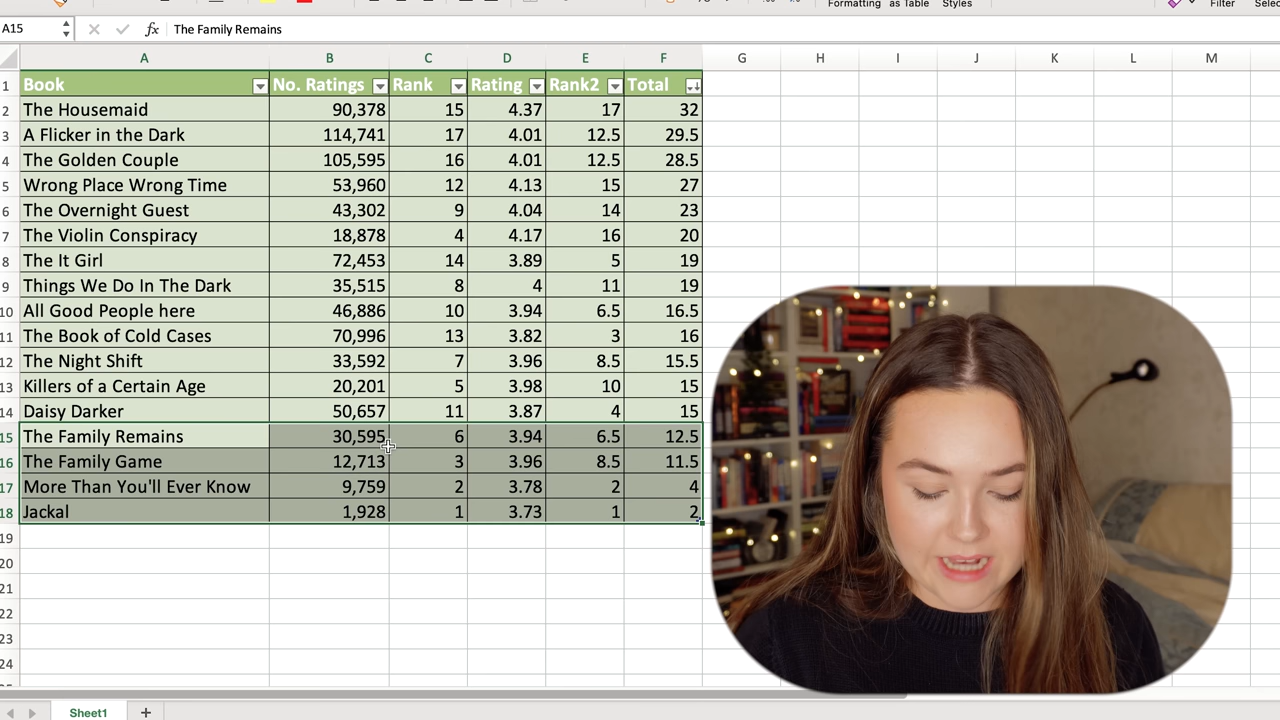 Formatting as Table Styles Filter
A15 fx The Family Remains
A B C D E F G H I J K L M
1 Book No. Ratings Rank Rating Rank2 Total
2 The Housemaid 90,378 15 4.37 17 32
3 A Flicker in the Dark 114,741 17 4.01 12.5 29.5
4 The Golden Couple 105,595 16 4.01 12.5 28.5
5 Wrong Place Wrong Time 53,960 12 4.13 15 27
6 The Overnight Guest 43,302 9 4.04 14 23
7 The Violin Conspiracy 18,878 4 4.17 16 20
8 The It Girl 72,453 14 3.89 5 19
9 Things We Do In The Dark 35,515 8 4 11 19
10 All Good People here 46,886 10 3.94 6.5 16.5
11 The Book of Cold Cases 70,996 13 3.82 3 16
12 The Night Shift 33,592 7 3.96 8.5 15.5
13 Killers of a Certain Age 20,201 5 3.98 10 15
14 Daisy Darker 50,657 11 3.87 4 15
15 The Family Remains 30,595 6 3.94 6.5 12.5
16 The Family Game 12,713 3 3.96 8.5 11.5
17 More Than You'll Ever Know 9,759 2 3.78 2 4
18 Jackal 1,928 1 3.73 1 2
19
20
21
22
23
24
Sheet1 +